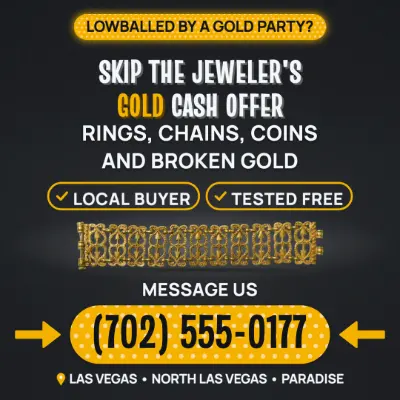 LOWBALLED BY A GOLD PARTY?
SKIP THE JEWELER'S
GOLD CASH OFFER
RINGS, CHAINS, COINS
AND BROKEN GOLD
LOCAL BUYER
TESTED FREE
MESSAGE US
(702) 555-0177
LAS VEGAS • NORTH LAS VEGAS • PARADISE